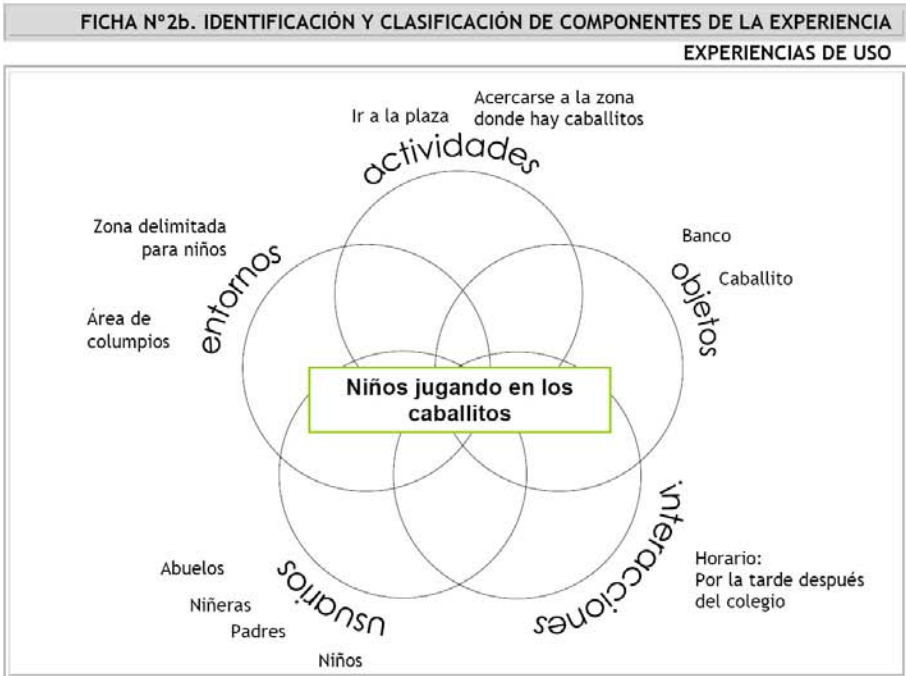 FICHA Nº2b. IDENTIFICACIÓN Y CLASIFICACIÓN DE COMPONENTES DE LA EXPERIENCIA
EXPERIENCIAS DE USO
Ir a la plaza
Acercarse a la zona
donde hay caballitos
actividades
Zona delimitada
para niños
entornos
Área de
columpios
Banco
Caballito
objetos
Niños jugando en los
caballitos
interacciones
Horario:
Por la tarde después
del colegio
usuarios
Abuelos
Niñeras
Padres
Niños